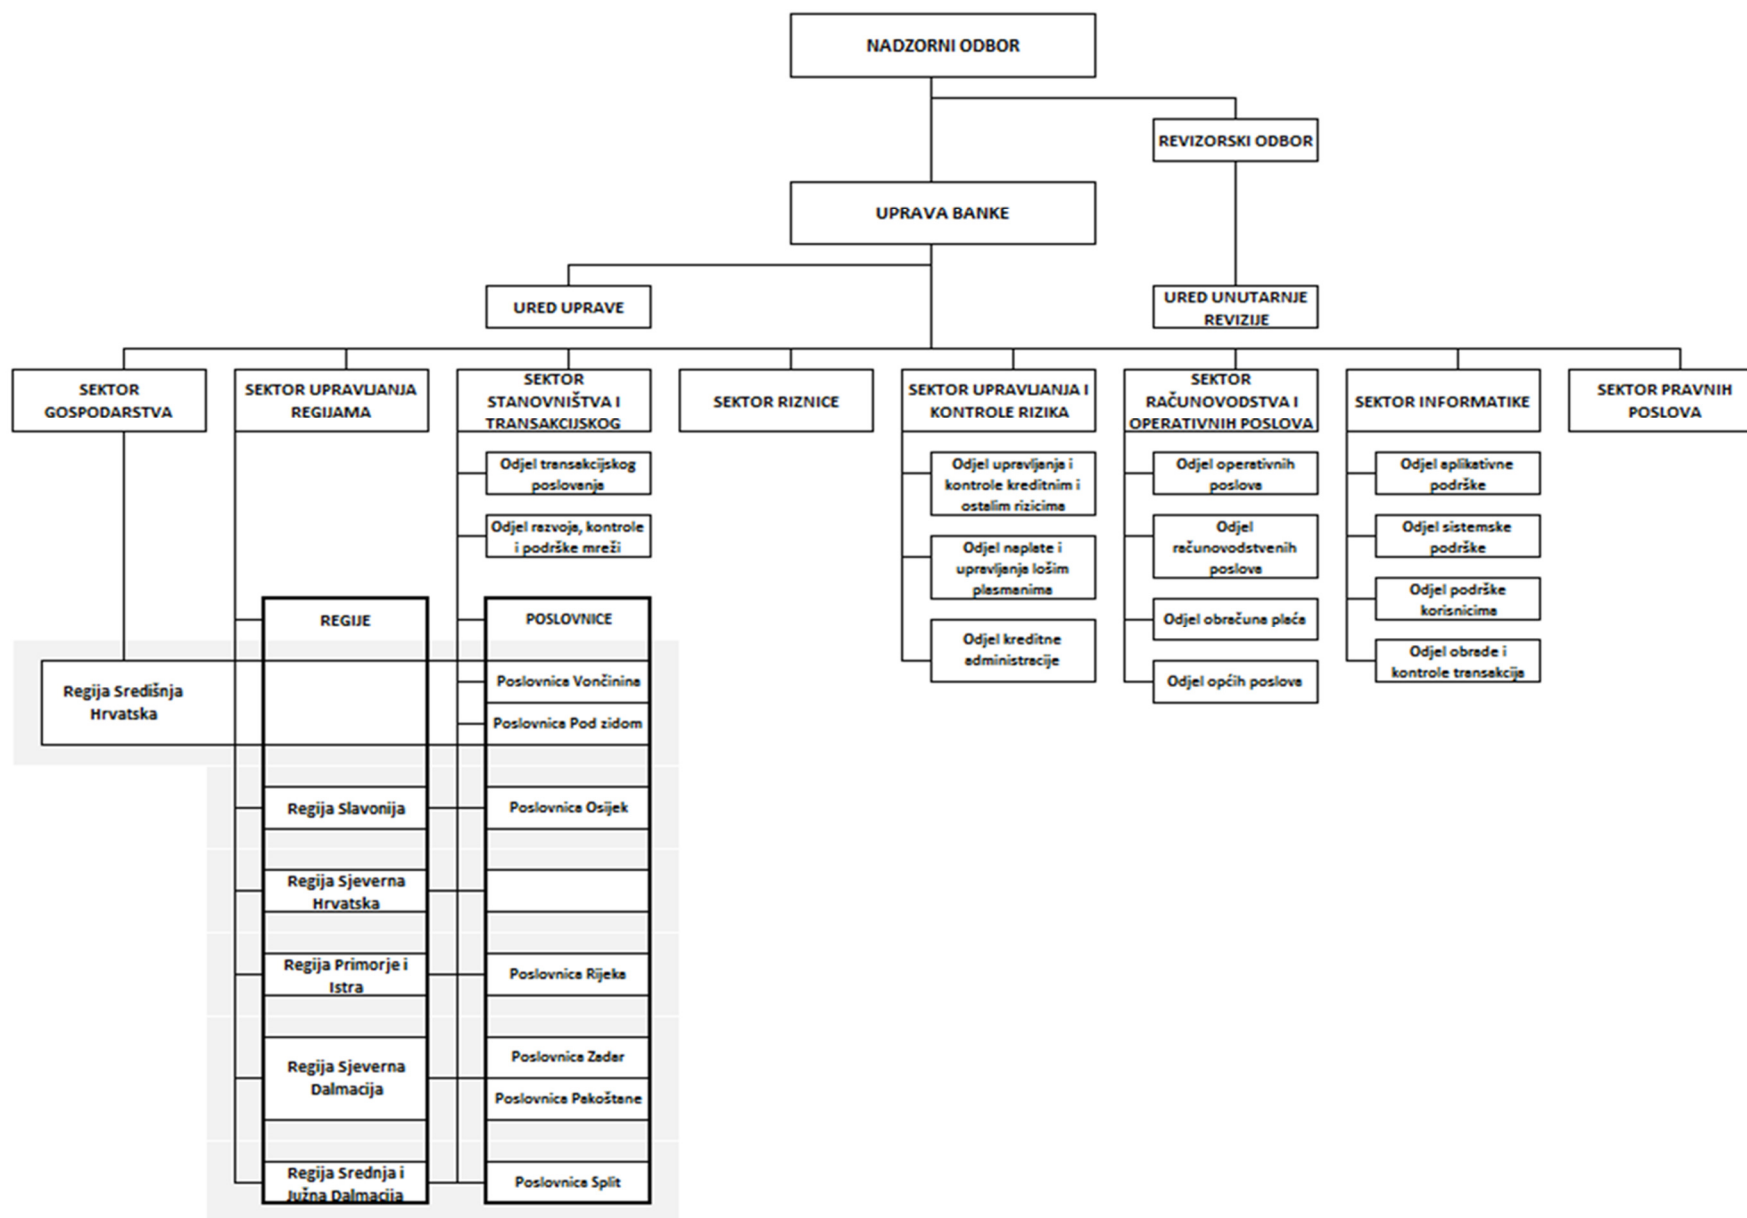 NADZORNI ODBOR
REVIZORSKI ODBOR
UPRAVA BANKE
URED UPRAVE
URED UNUTARNJE
REVIZIJE
SEKTOR
GOSPODARSTVA
SEKTOR UPRAVLJANJA
REGIJAMA
SEKTOR
STANOVNIŠTVA I
TRANSAKCIJSKOG
SEKTOR RIZNICE
SEKTOR UPRAVLJANJA I
KONTROLE RIZIKA
SEKTOR
RAČUNOVODSTVA I
OPERATIVNIH POSLOVA
SEKTOR INFORMATIKE
SEKTOR PRAVNIH
POSLOVA
Odjel transakcijskog
poslovanja
Odjel razvoja, kontrole
i podrške mreži
Odjel upravljanja i
kontrole kreditnim i
ostalim rizicima
Odjel naplate i
upravljanja lošim
plasmanima
Odjel kreditne
administracije
Odjel operativnih
poslova
Odjel
računovodstvenih
poslova
Odjel obračuna plaća
Odjel općih poslova
Odjel aplikativne
podrške
Odjel sistemske
podrške
Odjel podrške
korisnicima
Odjel obrade i
kontrole transakcija
REGIJE
POSLOVNICE
Regija Središnja
Hrvatska
Poslovnica Vončinina
Poslovnica Pod zidom
Regija Slavonija
Poslovnica Osijek
Regija Sjeverna
Hrvatska
Regija Primorje i
Istra
Poslovnica Rijeka
Regija Sjeverna
Dalmacija
Poslovnica Zadar
Poslovnica Pakoštane
Regija Srednja i
Južna Dalmacija
Poslovnica Split